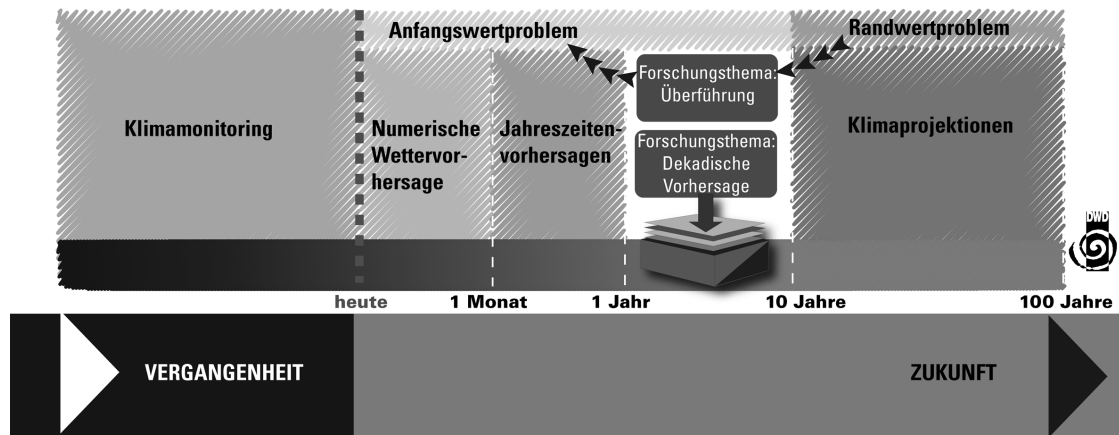 Anfangswertproblem
Randwertproblem
Forschungsthema:
Überführung
Klimamonitoring
Numerische
Wettervor-
hersage
Jahreszeiten-
vorhersagen
Forschungsthema:
Dekadische
Vorhersage
Klimaprojektionen
DWD
heute
1 Monat
1 Jahr
10 Jahre
100 Jahre
VERGANGENHEIT
ZUKUNFT